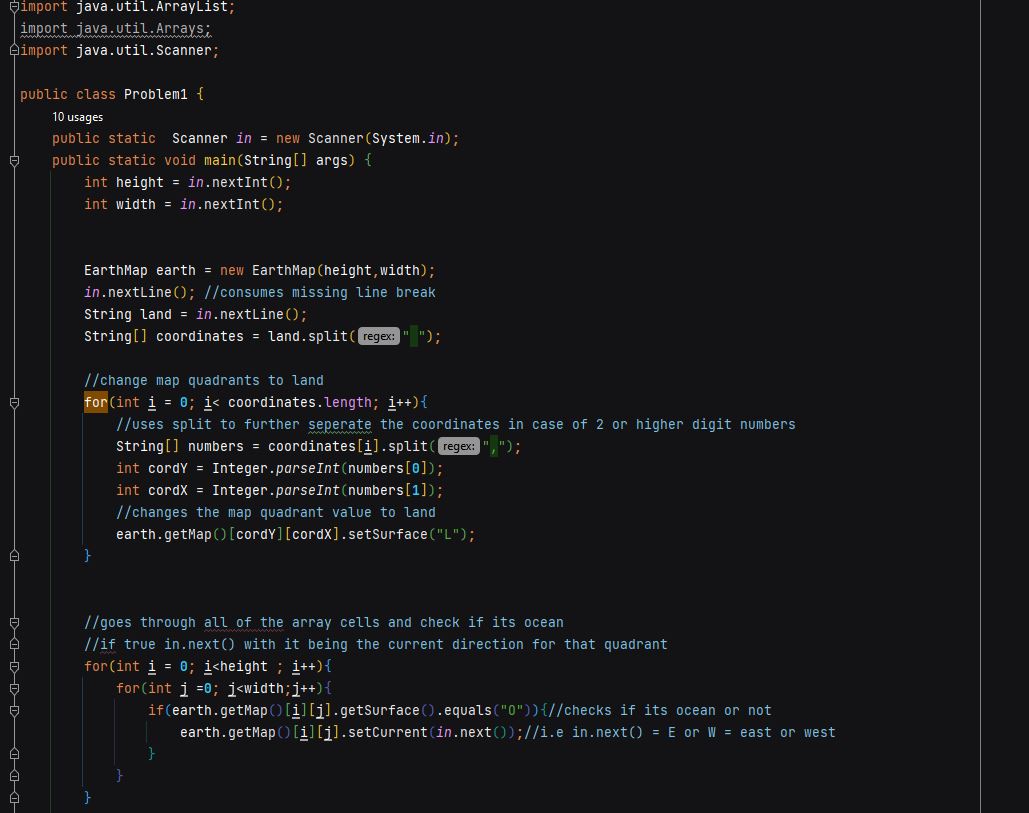 import java.util.ArrayList;
import java.util.Arrays;
import java.util.Scanner;
public class Problem1 {
10 usages
public static  Scanner in = new Scanner(System.in);
public static void main(String[] args) {
int height = in.nextInt();
int width = in.nextInt();
EarthMap earth = new EarthMap(height,width);
in.nextLine(); //consumes missing line break
String land = in.nextLine();
String[] coordinates = land.split( regex: " ");
//change map quadrants to land
for(int i = 0; i< coordinates.length; i++){
//uses split to further seperate the coordinates in case of 2 or higher digit numbers
String[] numbers = coordinates[i].split( regex: ",");
int cordY = Integer.parseInt(numbers[0]);
int cordX = Integer.parseInt(numbers[1]);
//changes the map quadrant value to land
earth.getMap()[cordY][cordX].setSurface("L");
}
//goes through all of the array cells and check if its ocean
//if true in.next() with it being the current direction for that quadrant
for(int i = 0; i<height ; i++){
for(int j =0; j<width;j++){
if(earth.getMap()[i][j].getSurface().equals("O")){//checks if its ocean or not
earth.getMap()[i][j].setCurrent(in.next());//i.e in.next() = E or W = east or west
}
}
}